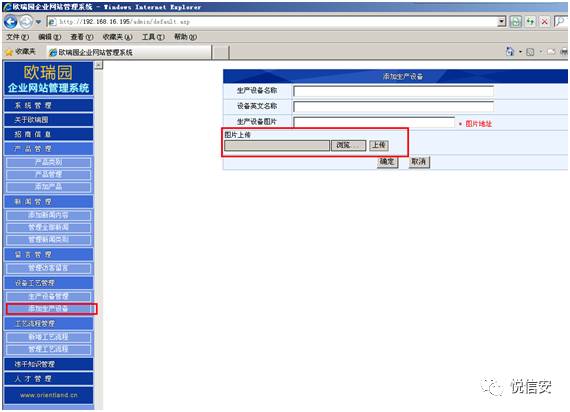 欧瑞园企业网站管理系统 - Windows Internet Explorer
http://192.168.16.195/admin/default.asp
文件(F) 编辑(E) 查看(V) 收藏夹(A) 工具(T) 帮助(H)
收藏夹 欧瑞园企业网站管理系统
欧瑞园
企业网站管理系统
系统管理
关于欧瑞园
招商信息
产品管理
产品类别
产品管理
添加产品
新闻管理
添加新闻内容
管理全部新闻
管理新闻类别
留言管理
管理访客留言
设备工艺管理
生产设备管理
添加生产设备
工艺流程管理
新增工艺流程
管理工艺流程
冻干知识管理
人才管理
www.orientland.cn
添加生产设备
生产设备名称
设备英文名称
生产设备图片 * 图片地址
图片上传
浏览... 上传
确定 取消
悦信安